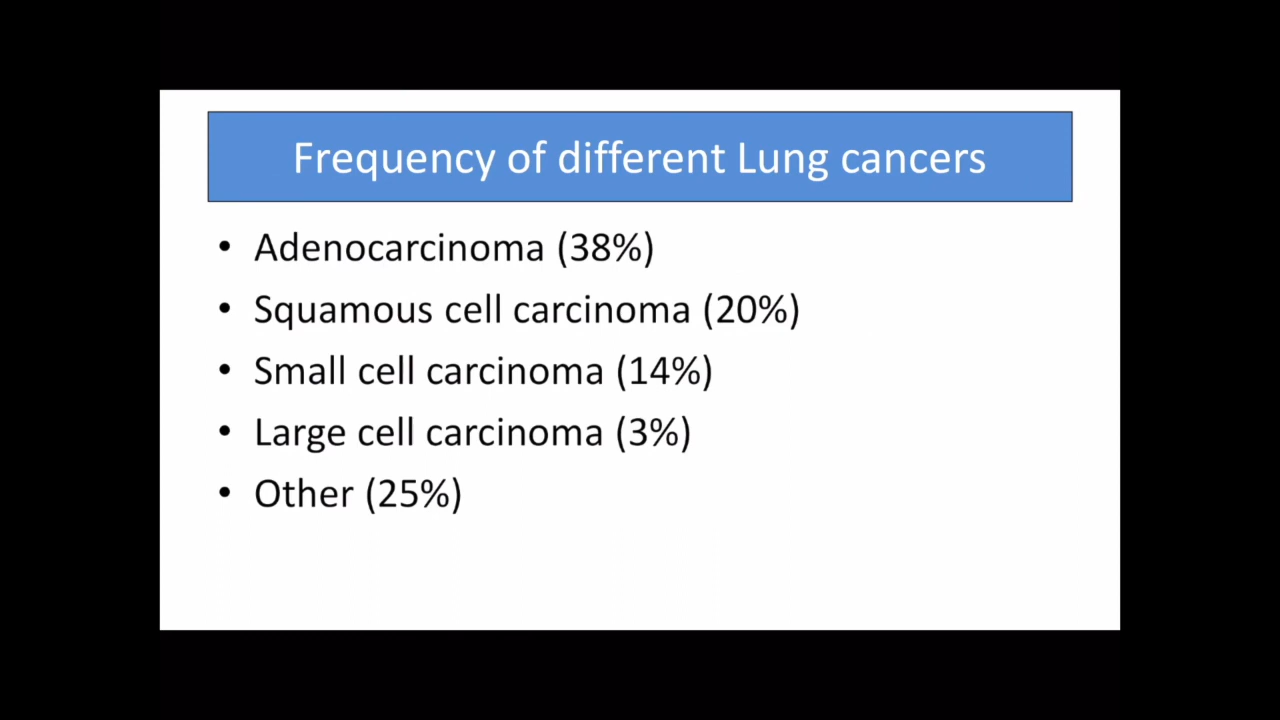 Frequency of different Lung cancers
• Adenocarcinoma (38%)
• Squamous cell carcinoma (20%)
• Small cell carcinoma (14%)
• Large cell carcinoma (3%)
• Other (25%)